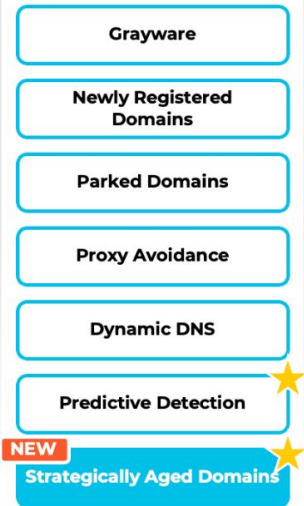 Grayware
Newly Registered
Domains
Parked Domains
Proxy Avoidance
Dynamic DNS
Predictive Detection
NEW
Strategically Aged Domains